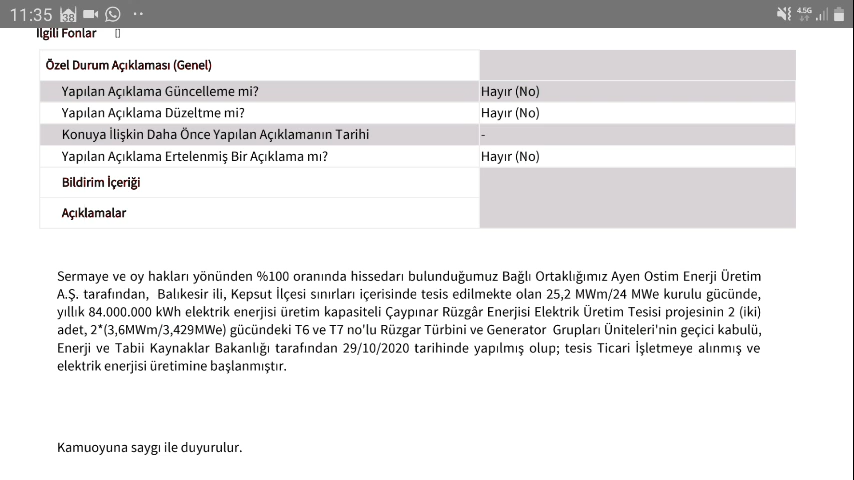 11:35 38 4.5G
İlgili Fonlar []
Özel Durum Açıklaması (Genel)
Yapılan Açıklama Güncelleme mi? Hayır (No)
Yapılan Açıklama Düzeltme mi? Hayır (No)
Konuya İlişkin Daha Önce Yapılan Açıklamanın Tarihi -
Yapılan Açıklama Ertelenmiş Bir Açıklama mı? Hayır (No)
Bildirim İçeriği
Açıklamalar
Sermaye ve oy hakları yönünden %100 oranında hissedarı bulunduğumuz Bağlı Ortaklığımız Ayen Ostim Enerji Üretim
A.Ş. tarafından, Balıkesir ili, Kepsut İlçesi sınırları içerisinde tesis edilmekte olan 25,2 MWm/24 MWe kurulu gücünde,
yıllık 84.000.000 kWh elektrik enerjisi üretim kapasiteli Çaypınar Rüzgâr Enerjisi Elektrik Üretim Tesisi projesinin 2 (iki)
adet, 2*(3,6MWm/3,429MWe) gücündeki T6 ve T7 no'lu Rüzgar Türbini ve Generator Grupları Üniteleri'nin geçici kabulü,
Enerji ve Tabii Kaynaklar Bakanlığı tarafından 29/10/2020 tarihinde yapılmış olup; tesis Ticari İşletmeye alınmış ve
elektrik enerjisi üretimine başlanmıştır.
Kamuoyuna saygı ile duyurulur.